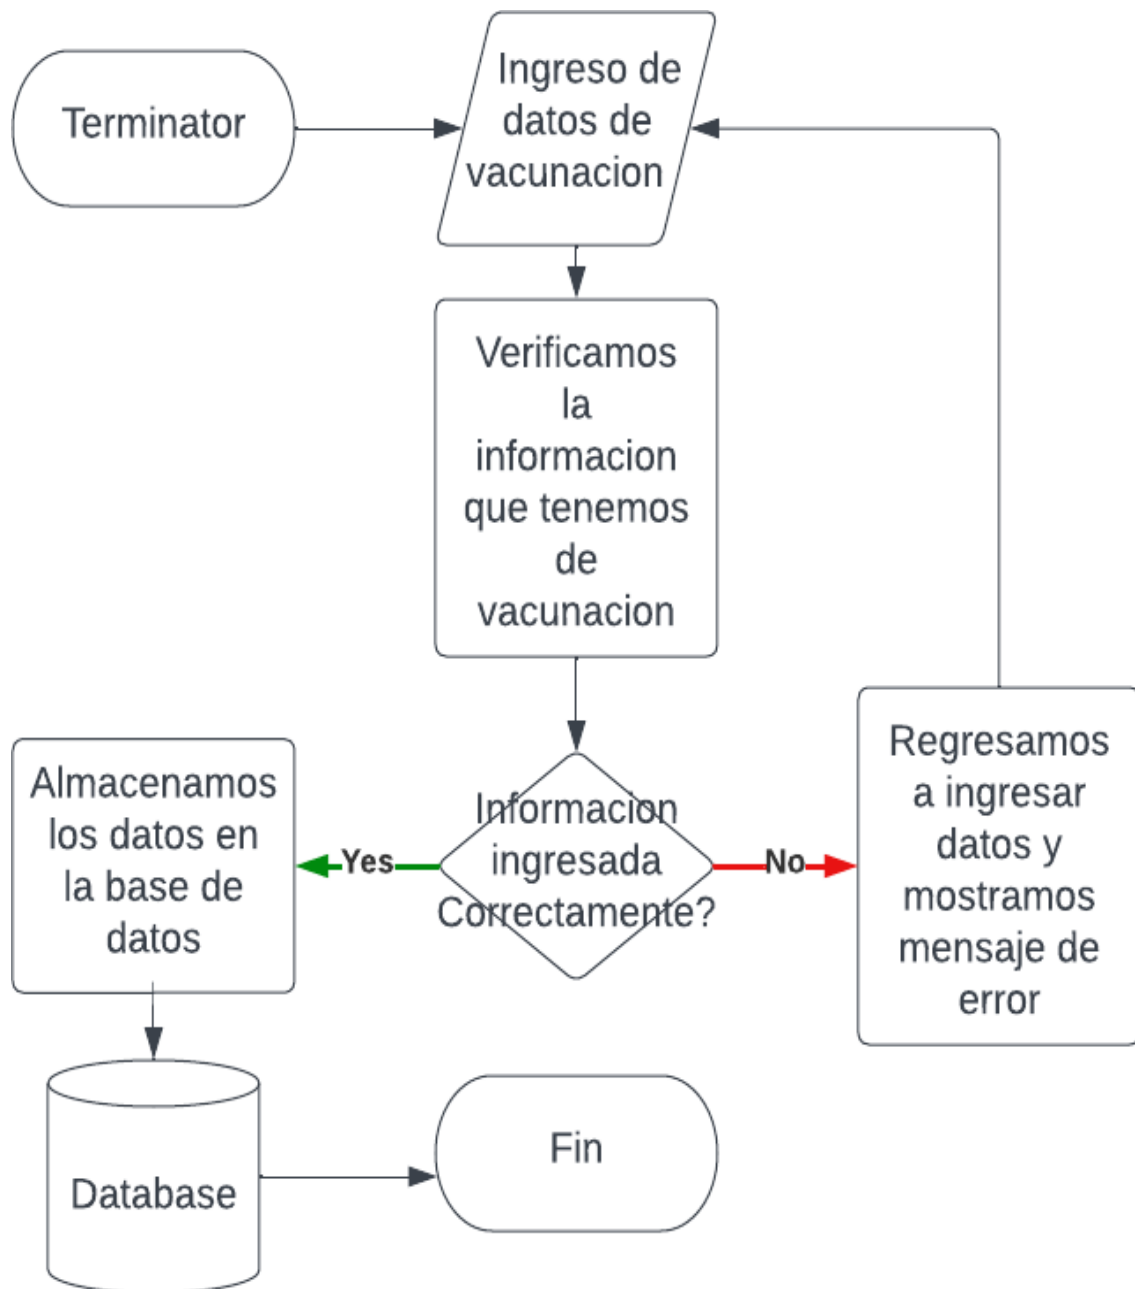 Terminator
Ingreso de
datos de
vacunacion
Verificamos
la
informacion
que tenemos
de
vacunacion
Informacion
ingresada
Correctamente?
Yes
No
Almacenamos
los datos en
la base de
datos
Regresamos
a ingresar
datos y
mostramos
mensaje de
error
Database
Fin